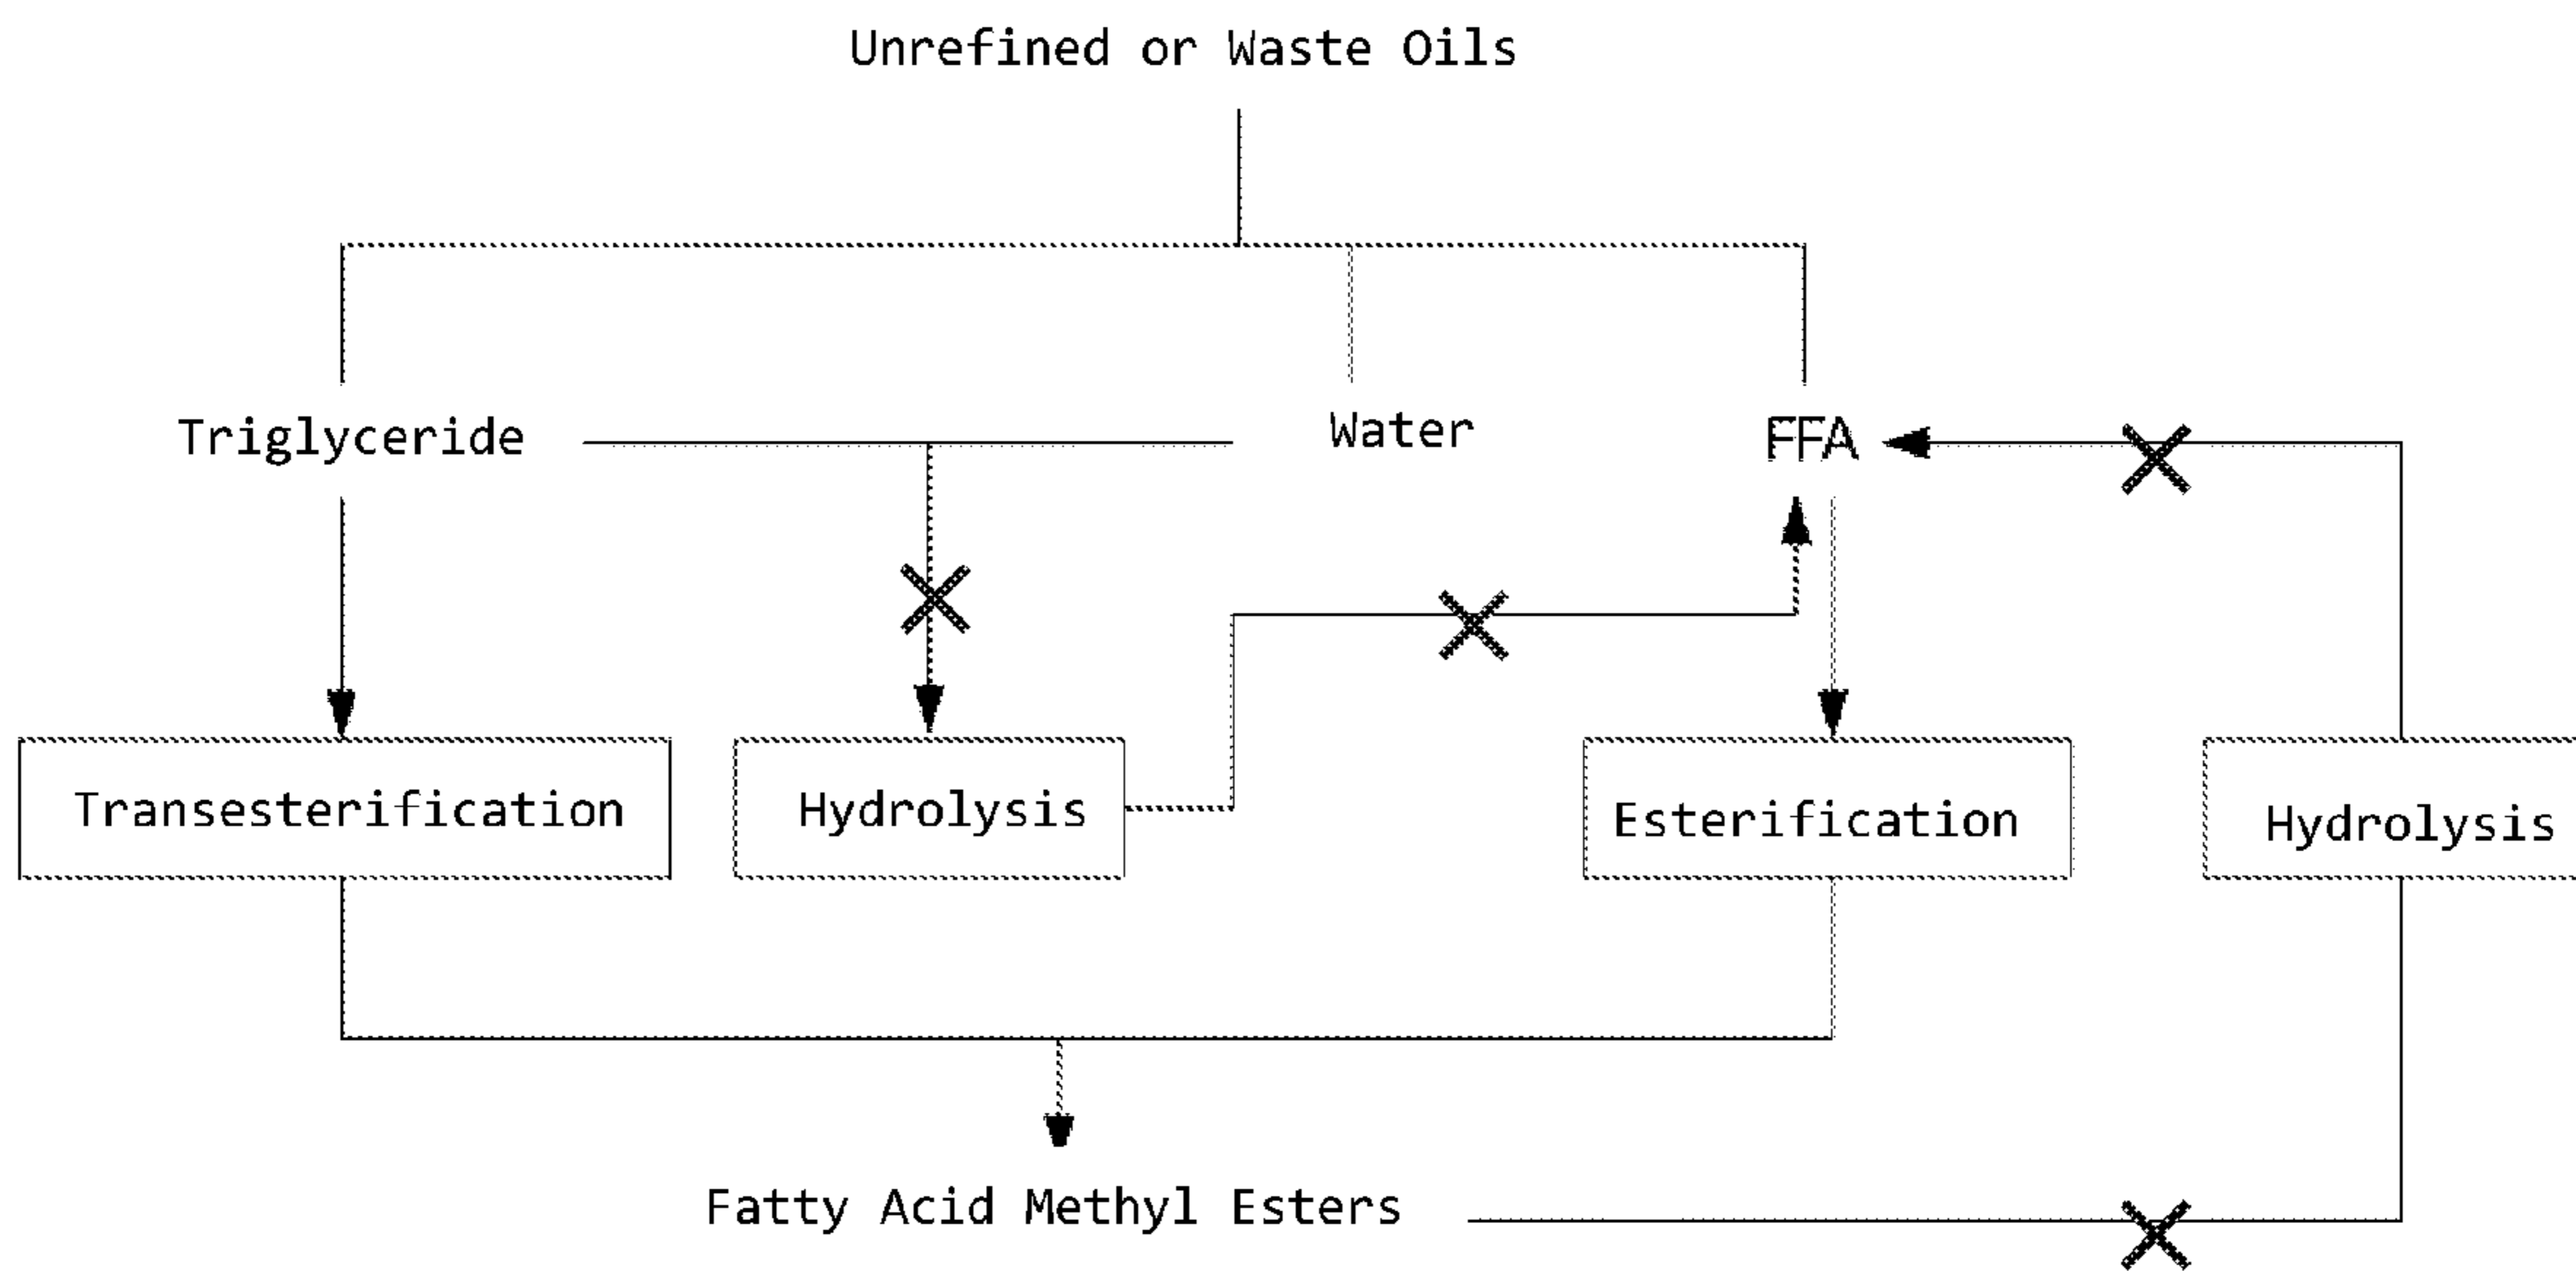 Unrefined or Waste Oils
Triglyceride
Water
FFA
Transesterification
Hydrolysis
Esterification
Hydrolysis
Fatty Acid Methyl Esters